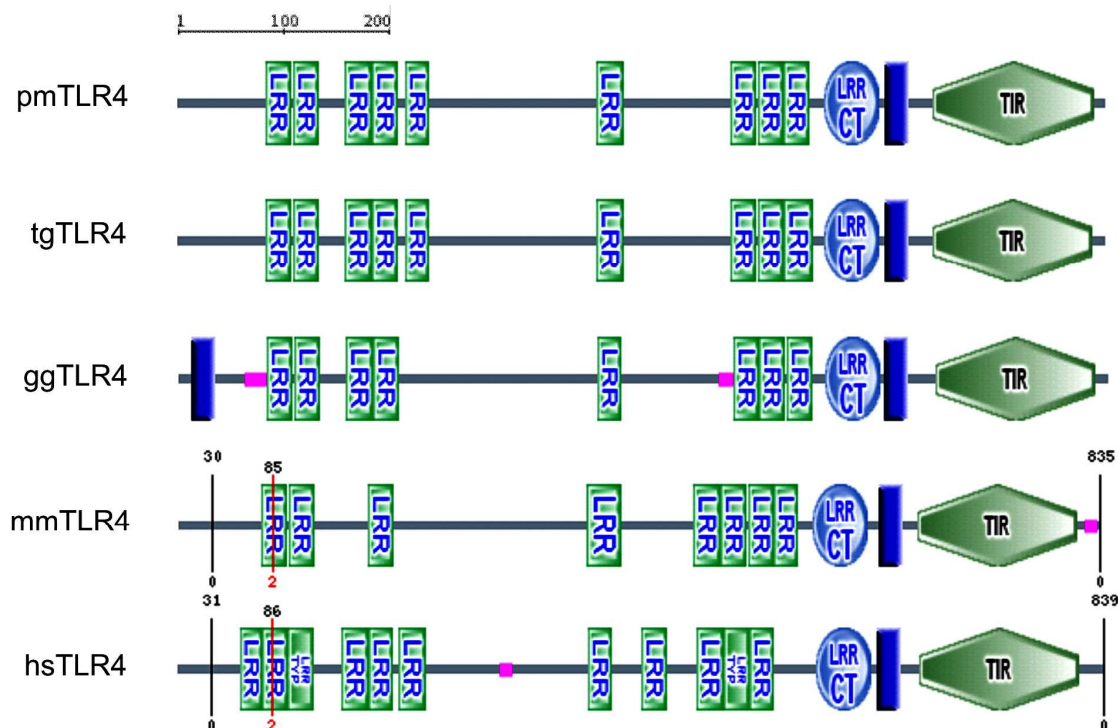 1 100 200
pmTLR4 LRR LRR LRR LRR LRR LRR LRR LRR LRR LRR CT TIR
tgTLR4 LRR LRR LRR LRR LRR LRR LRR LRR LRR LRR CT TIR
ggTLR4 LRR LRR LRR LRR LRR LRR LRR LRR LRR CT TIR
30 85 835
mmTLR4 LRR LRR LRR LRR LRR LRR LRR LRR LRR CT TIR
0 2 0
31 86 839
hsTLR4 LRR LRR LRR TYP LRR LRR LRR LRR LRR LRR LRR TYP LRR LRR CT TIR
0 2 0